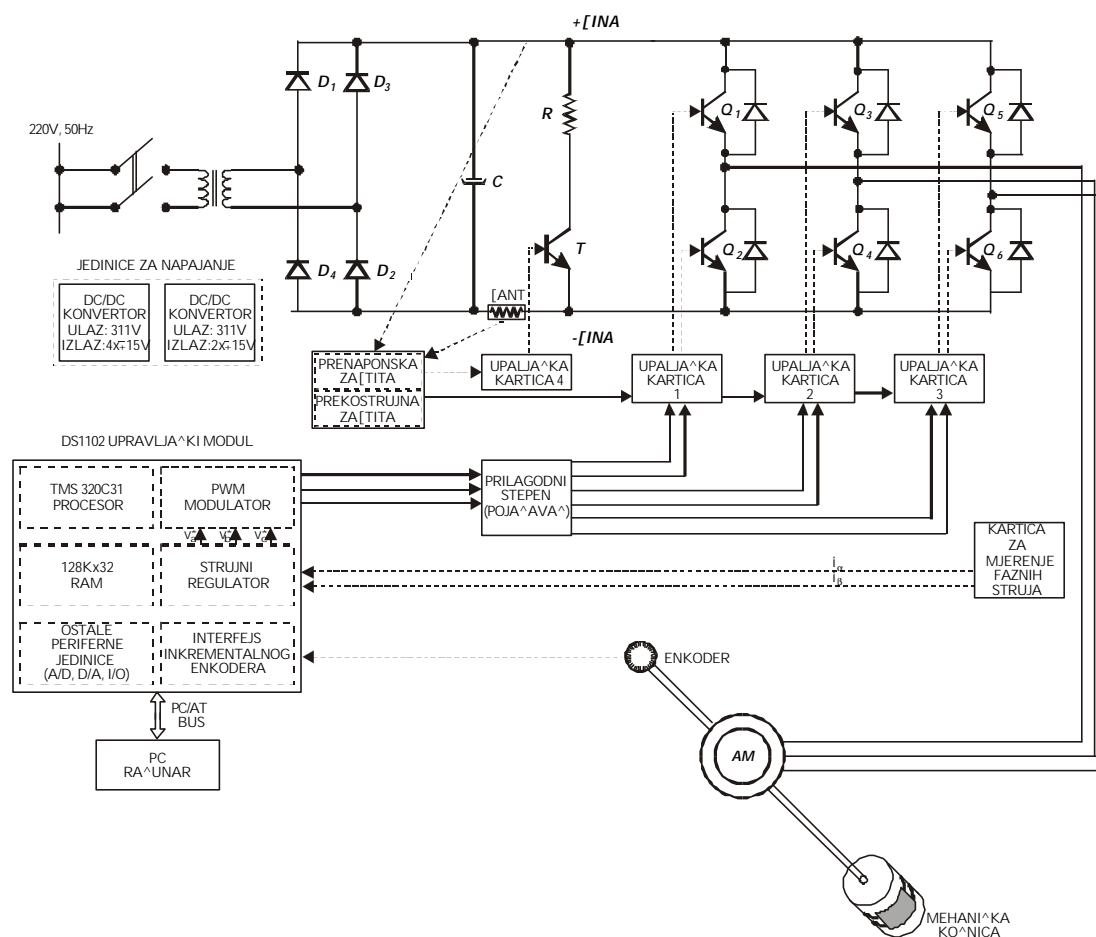 +[INA
D1
D3
220V, 50Hz
R
Q1
Q3
Q5
C
T
Q2
Q4
Q6
D4
D2
JEDINICE ZA NAPAJANJE
DC/DC
KONVERTOR
ULAZ: 311V
IZLAZ:4x∓15V
DC/DC
KONVERTOR
ULAZ: 311V
IZLAZ:2x∓15V
[ANT
-[INA
PRENAPONSKA
ZA[TITA
PREKOSTRUJNA
ZA[TITA
UPALJA^KA
KARTICA 4
UPALJA^KA
KARTICA
1
UPALJA^KA
KARTICA
2
UPALJA^KA
KARTICA
3
DS1102 UPRAVLJA^KI MODUL
TMS 320C31
PROCESOR
PWM
MODULATOR
PRILAGODNI
STEPEN
(POJA^AVA^)
128Kx32
RAM
STRUJNI
REGULATOR
iα
iβ
KARTICA
ZA
MJERENJE
FAZNIH
STRUJA
OSTALE
PERIFERNE
JEDINICE
(A/D, D/A, I/O)
INTERFEJS
INKREMENTALNOG
ENKODERA
ENKODER
PC/AT
BUS
PC
RA^UNAR
AM
MEHANI^KA
KO^NICA